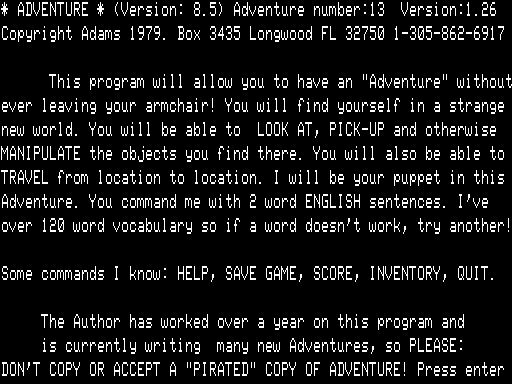 * ADVENTURE * (Version: 8.5) Adventure number:13  Version:1.26
Copyright Adams 1979. Box 3435 Longwood FL 32750 1-305-862-6917
This program will allow you to have an "Adventure" without
ever leaving your armchair! You will find yourself in a strange
new world. You will be able to  LOOK AT, PICK-UP and otherwise
MANIPULATE the objects you find there. You will also be able to
TRAVEL from location to location. I will be your puppet in this
Adventure. You command me with 2 word ENGLISH sentences. I've
over 120 word vocabulary so if a word doesn't work, try another!
Some commands I know: HELP, SAVE GAME, SCORE, INVENTORY, QUIT.
The Author has worked over a year on this program and
is currently writing  many new Adventures, so PLEASE:
DON'T COPY OR ACCEPT A "PIRATED" COPY OF ADVENTURE! Press enter